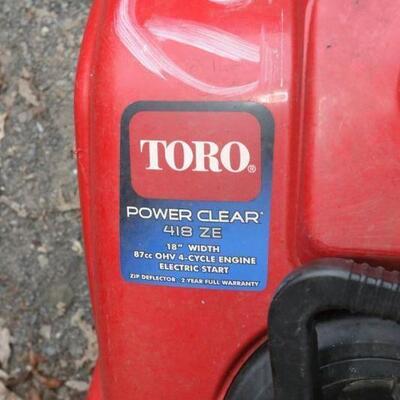 TORO®
POWER CLEAR®
418 ZE
18" WIDTH
87cc OHV 4-CYCLE ENGINE
ELECTRIC START
ZIP DEFLECTOR · 2 YEAR FULL WARRANTY